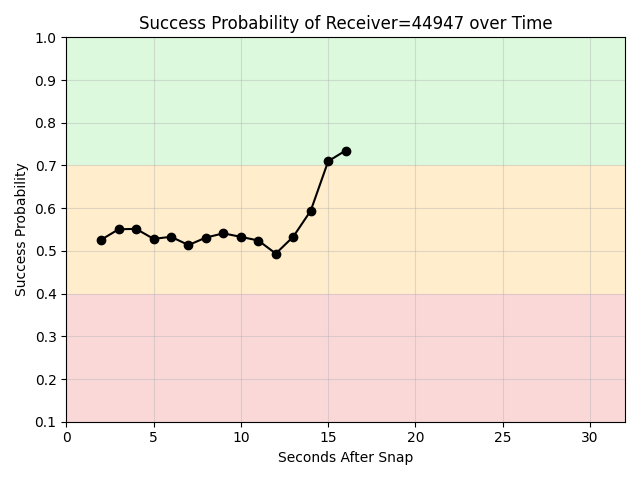 Success Probability of Receiver=44947 over Time
1.0
0.9
0.8
0.7
0.6
0.5
0.4
0.3
0.2
0.1
Success Probability
0 5 10 15 20 25 30
Seconds After Snap